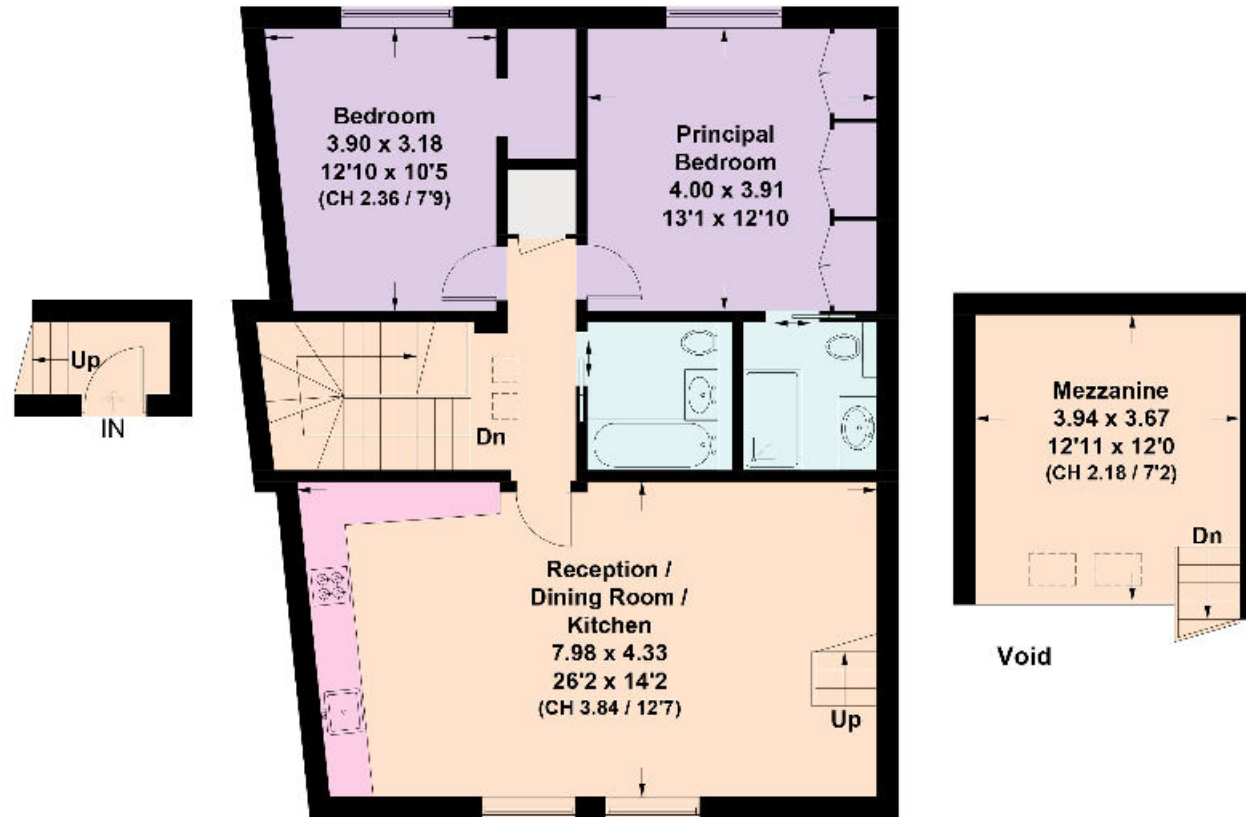 Bedroom
3.90 x 3.18
12'10 x 10'5
(CH 2.36 / 7'9)
Principal
Bedroom
4.00 x 3.91
13'1 x 12'10
Up
IN
Dn
Mezzanine
3.94 x 3.67
12'11 x 12'0
(CH 2.18 / 7'2)
Dn
Void
Reception /
Dining Room /
Kitchen
7.98 x 4.33
26'2 x 14'2
(CH 3.84 / 12'7)
Up